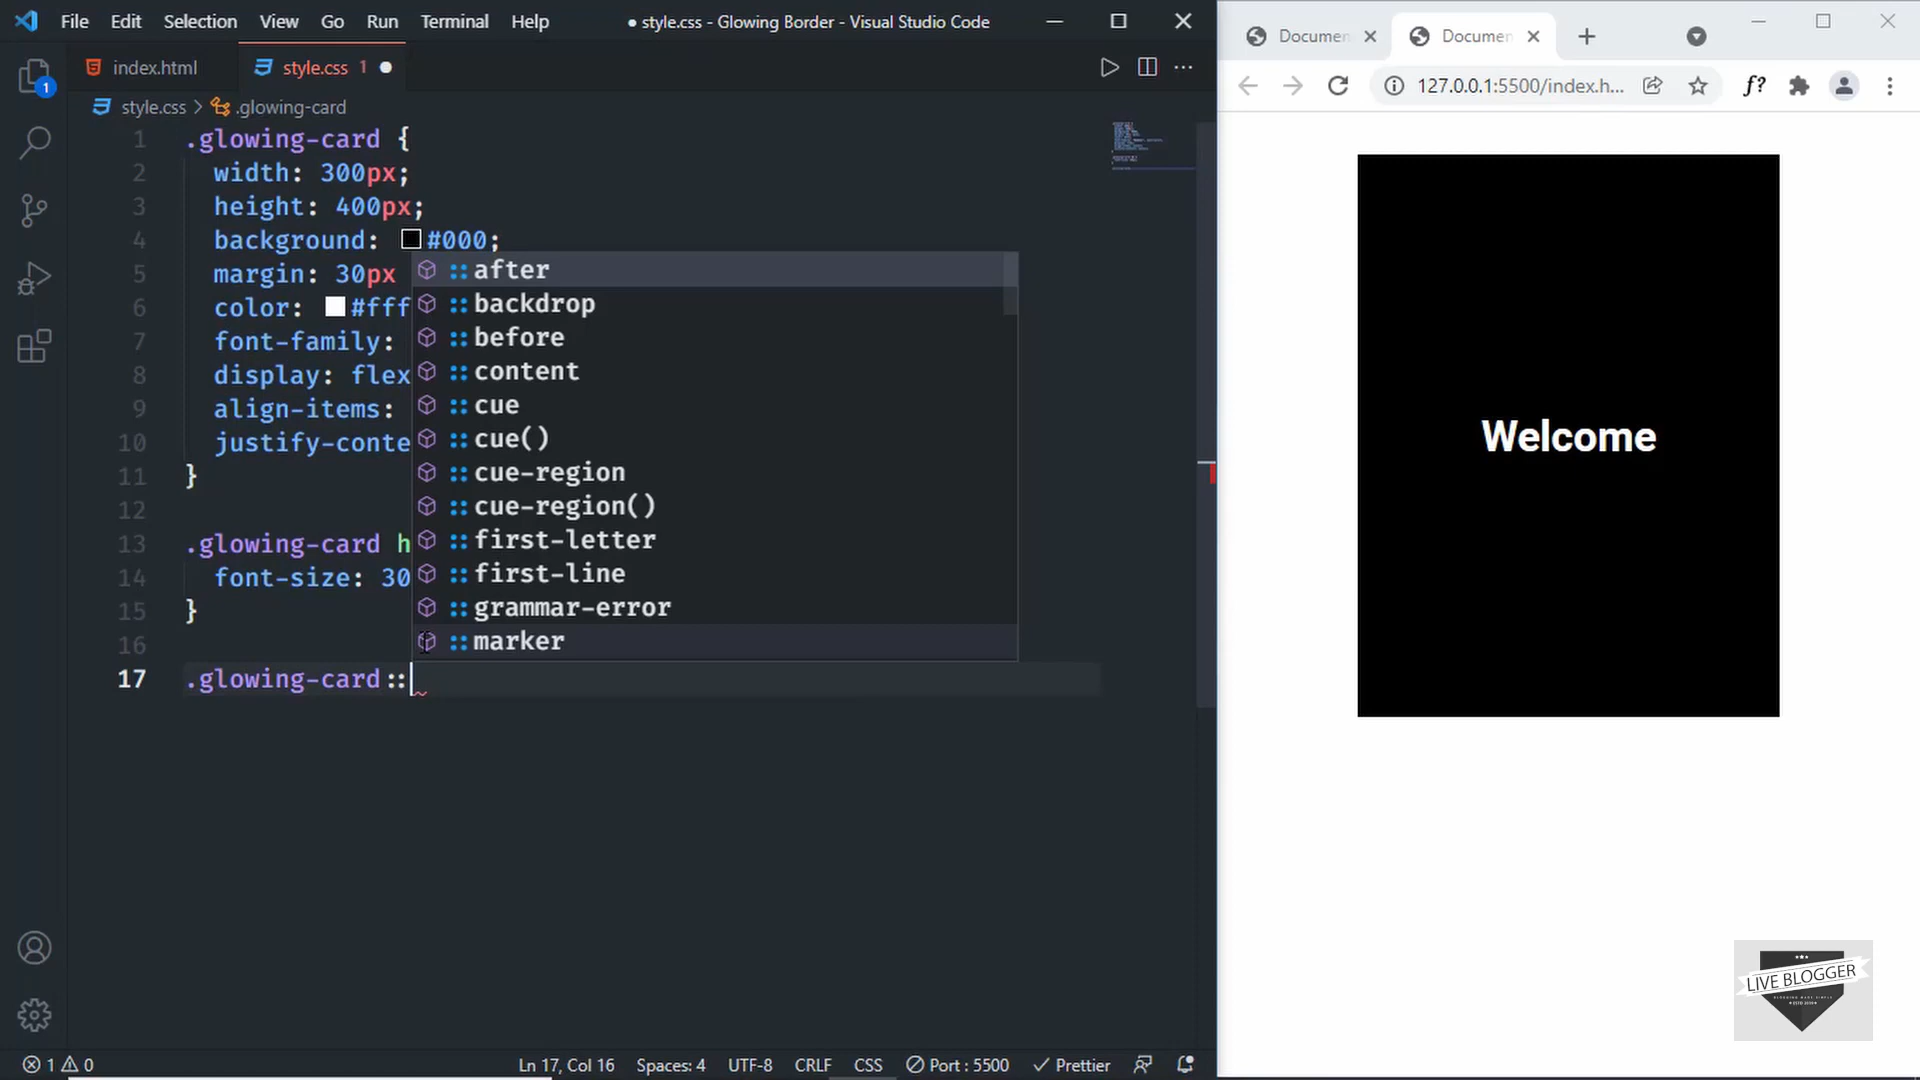 File Edit Selection View Go Run Terminal Help
● style.css - Glowing Border - Visual Studio Code
index.html
style.css 1 ●
style.css > .glowing-card
1 .glowing-card {
2 width: 300px;
3 height: 400px;
4 background: #000;
5 margin: 30px
6 color: #fff
7 font-family:
8 display: flex
9 align-items:
10 justify-conte
11 }
12
13 .glowing-card h
14 font-size: 30
15 }
16
17 .glowing-card::
:: after
:: backdrop
:: before
:: content
:: cue
:: cue()
:: cue-region
:: cue-region()
:: first-letter
:: first-line
:: grammar-error
:: marker
1
1 0
Ln 17, Col 16 Spaces: 4 UTF-8 CRLF CSS Port : 5500 Prettier
Documen
Documen
127.0.0.1:5500/index.h...
f?
Welcome
LIVE BLOGGER